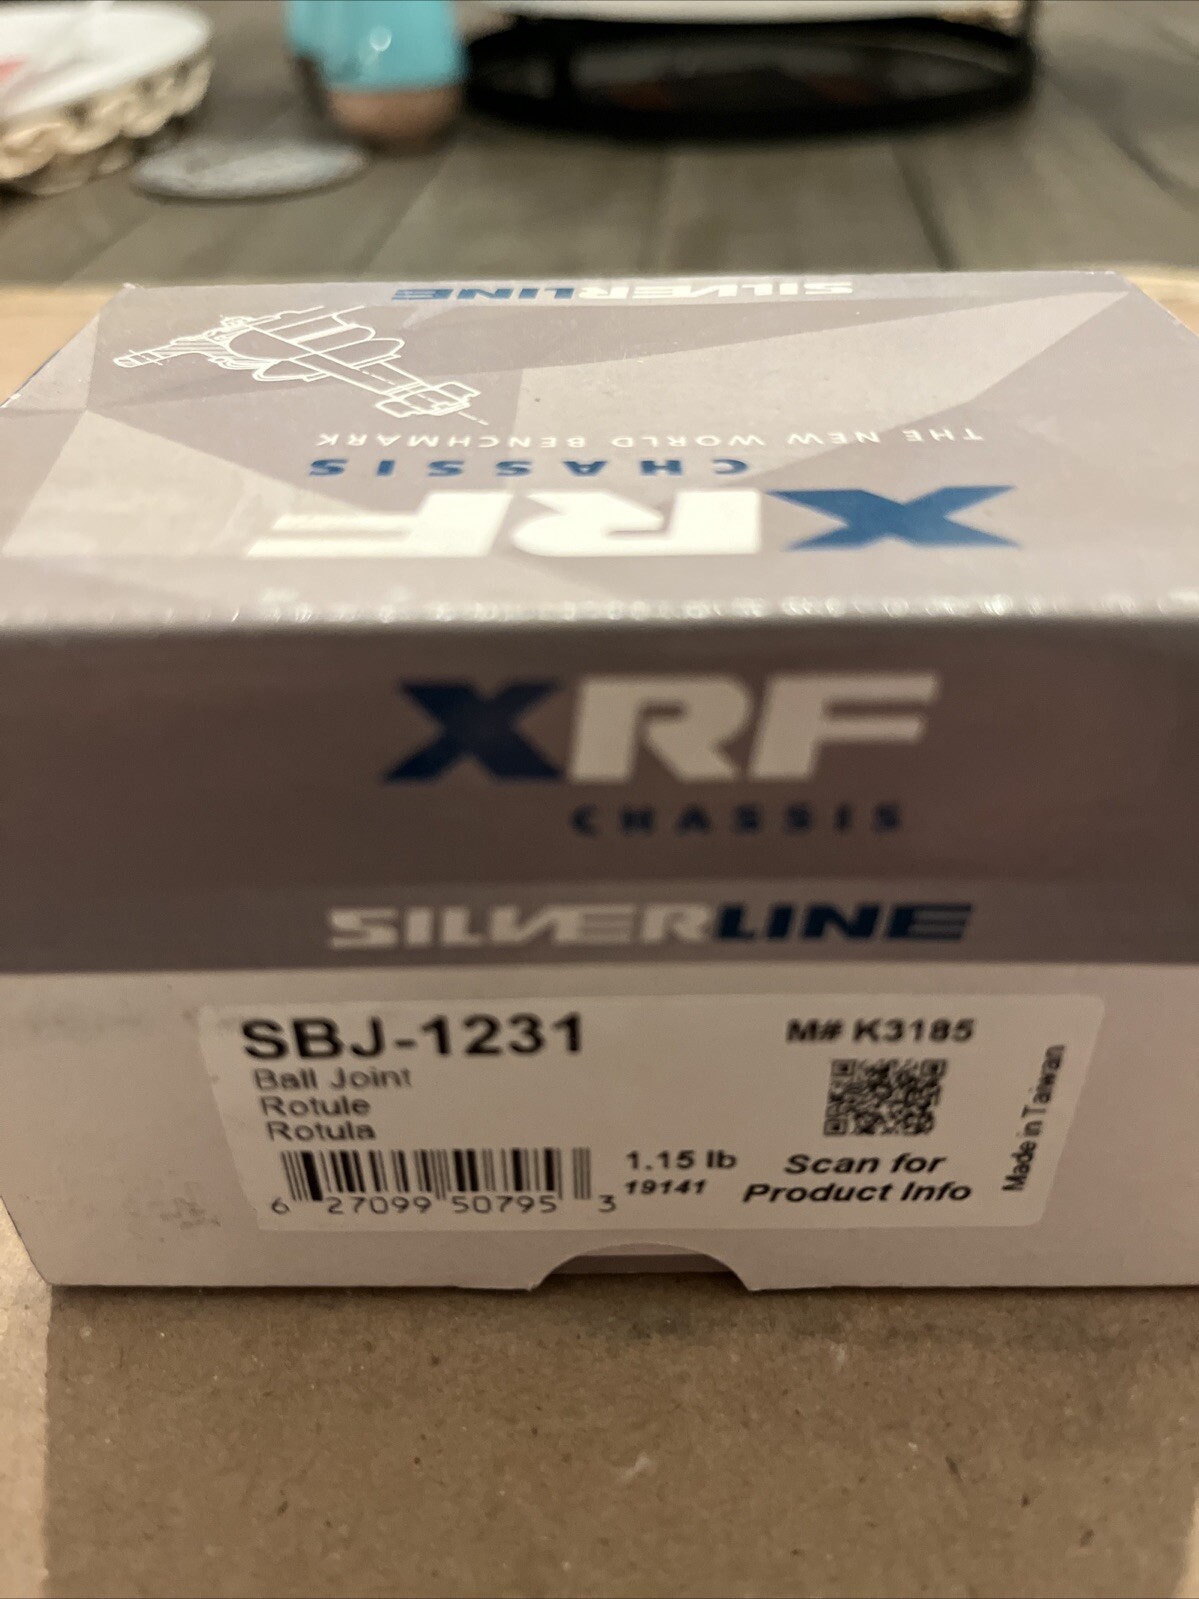 SILVERLINE
THE NEW WORLD BENCHMARK
CHASSIS
XRF
XRF
CHASSIS
SILVERLINE
SBJ-1231
M# K3185
Ball Joint
Rotule
Rotula
1.15 lb
19141
6 27099 50795 3
Scan for
Product Info
Made in Taiwan